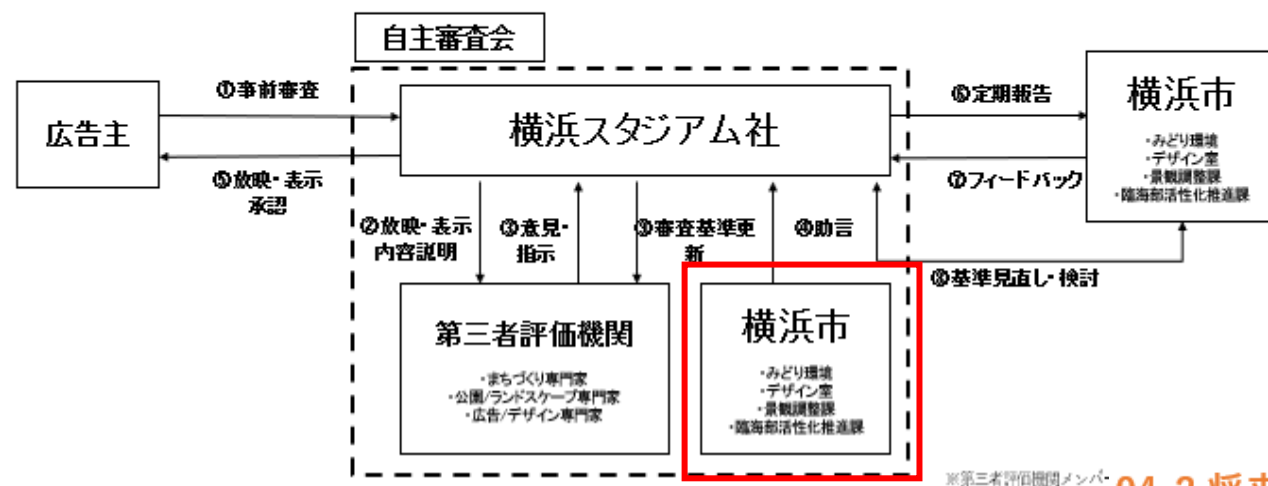 自主審査会
広告主
①事前審査
⑤放映・表示
承認
横浜スタジアム社
⑥定期報告
⑦フィードバック
横浜市
・みどり環境
・デザイン室
・景観調整課
・臨海部活性化推進課
②放映・表示
内容説明
③意見・
指示
審査基準更
新
④助言
基準見直し・検討
第三者評価機関
・まちづくり専門家
・公園/ランドスケープ専門家
・広告/デザイン専門家
横浜市
・みどり環境
・デザイン室
・景観調整課
・臨海部活性化推進課
※第三者評価機関メンバ